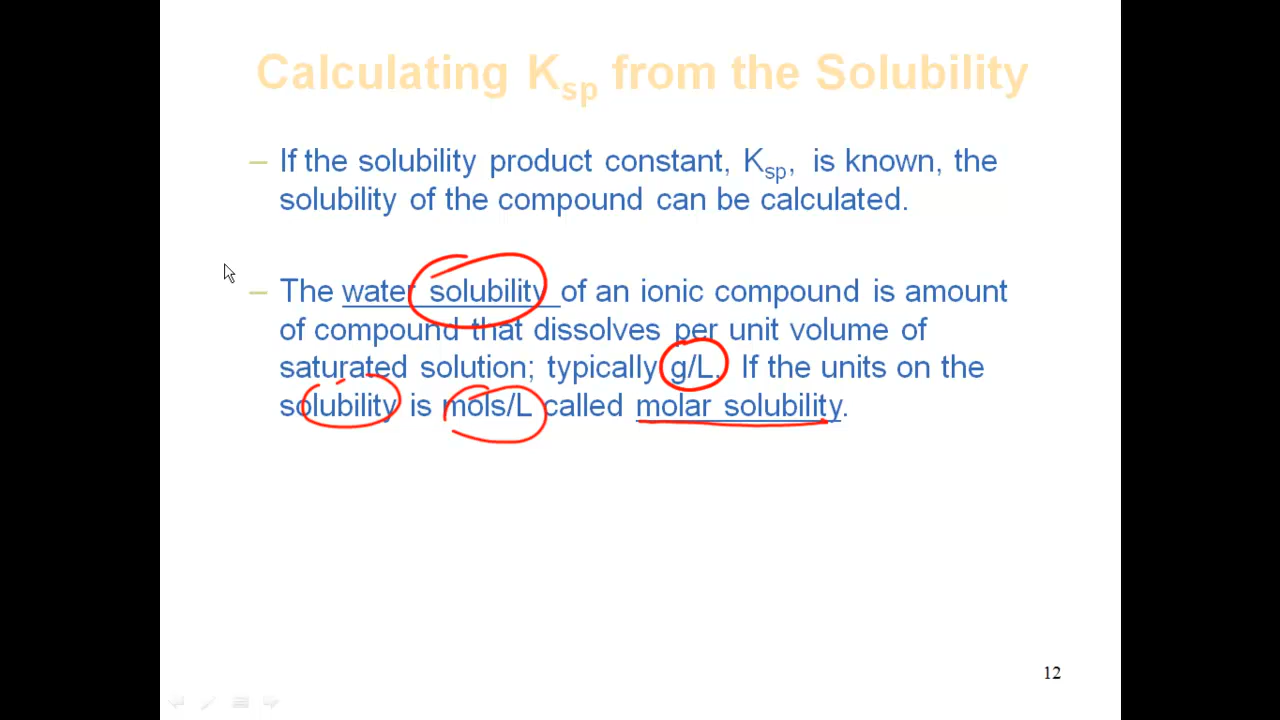 Calculating Ksp from the Solubility
– If the solubility product constant, Ksp, is known, the
solubility of the compound can be calculated.
– The water solubility of an ionic compound is amount
of compound that dissolves per unit volume of
saturated solution; typically g/L. If the units on the
solubility is mols/L called molar solubility.
12